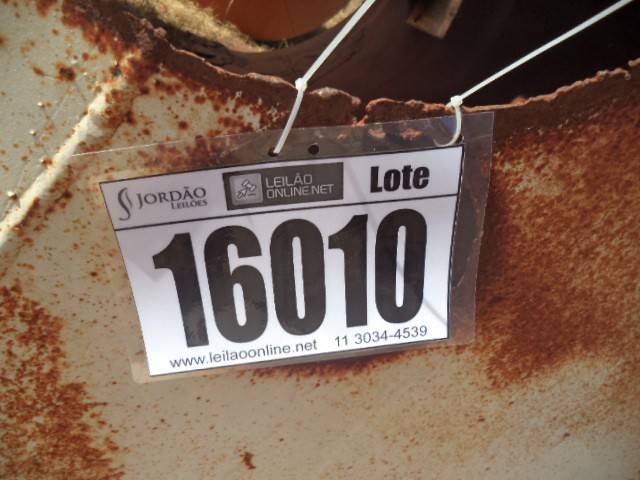 JORDÃO
LEILÕES
LEILÃO
ONLINE.NET
Lote
16010
www.leilaoonline.net 11 3034-4539